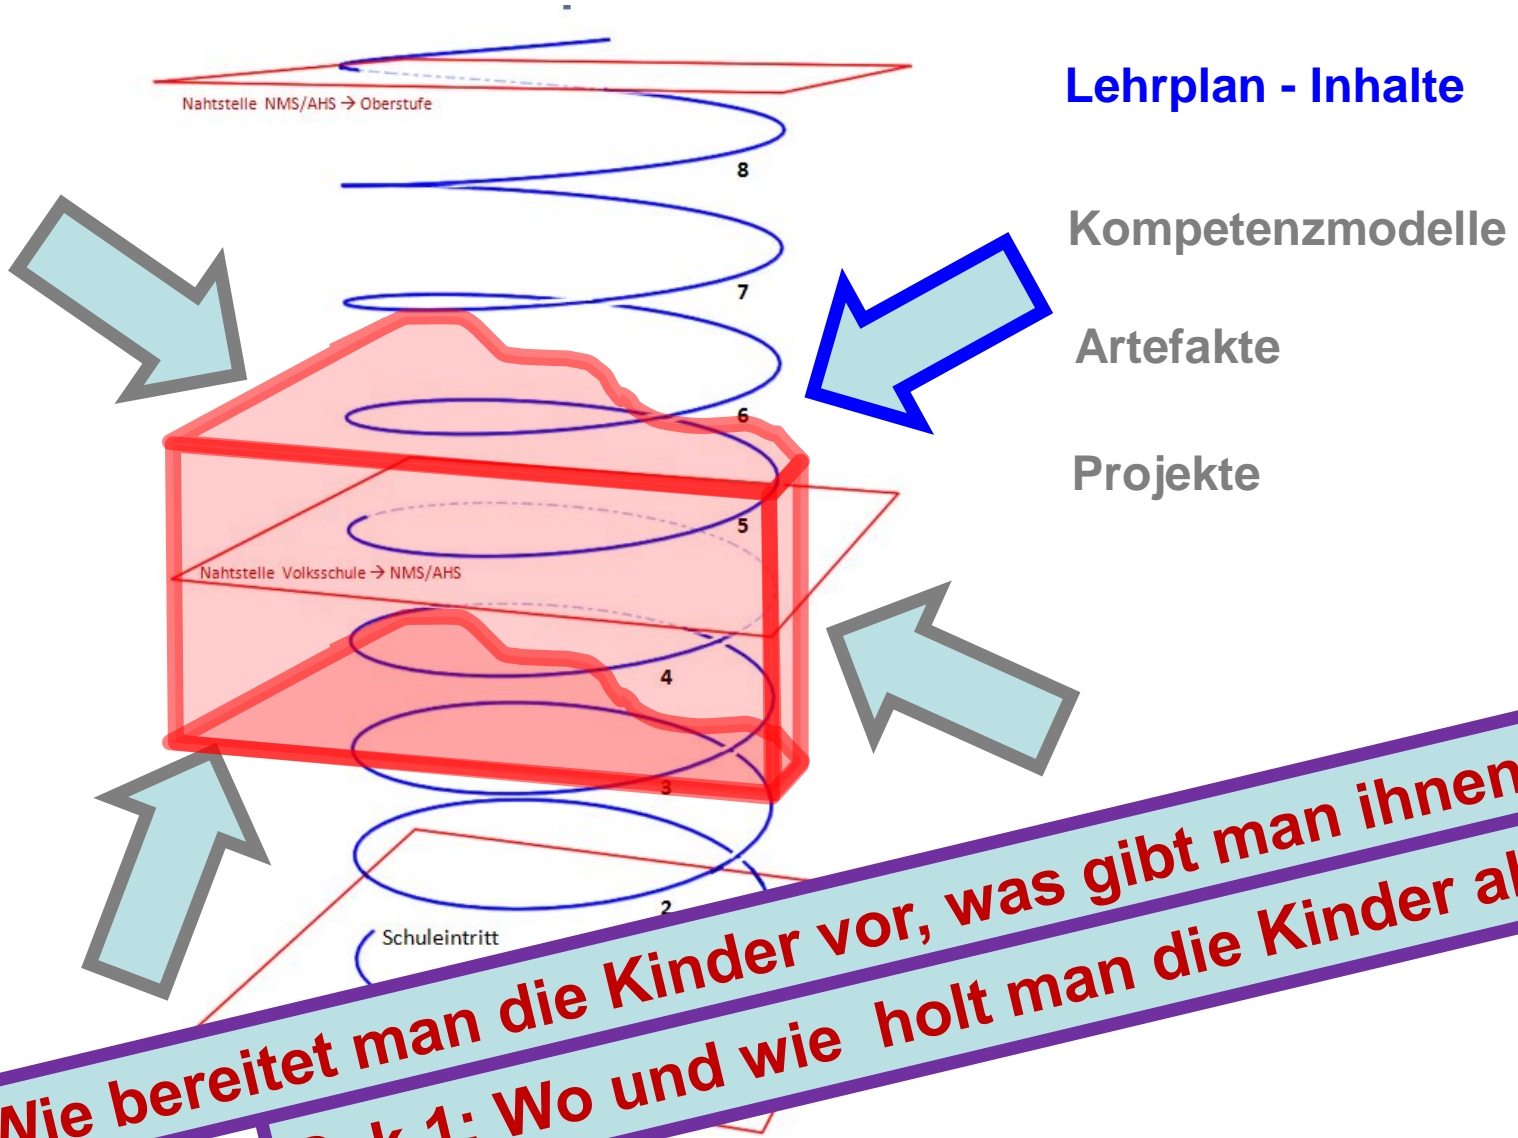 Lehrplan - Inhalte
Nahtstelle NMS/AHS → Oberstufe
8
Kompetenzmodelle
7
Artefakte
6
Projekte
5
Nahtstelle Volksschule → NMS/AHS
4
3
2
Schuleintritt
Wie bereitet man die Kinder vor, was gibt man ihnen
1: Wo und wie holt man die Kinder